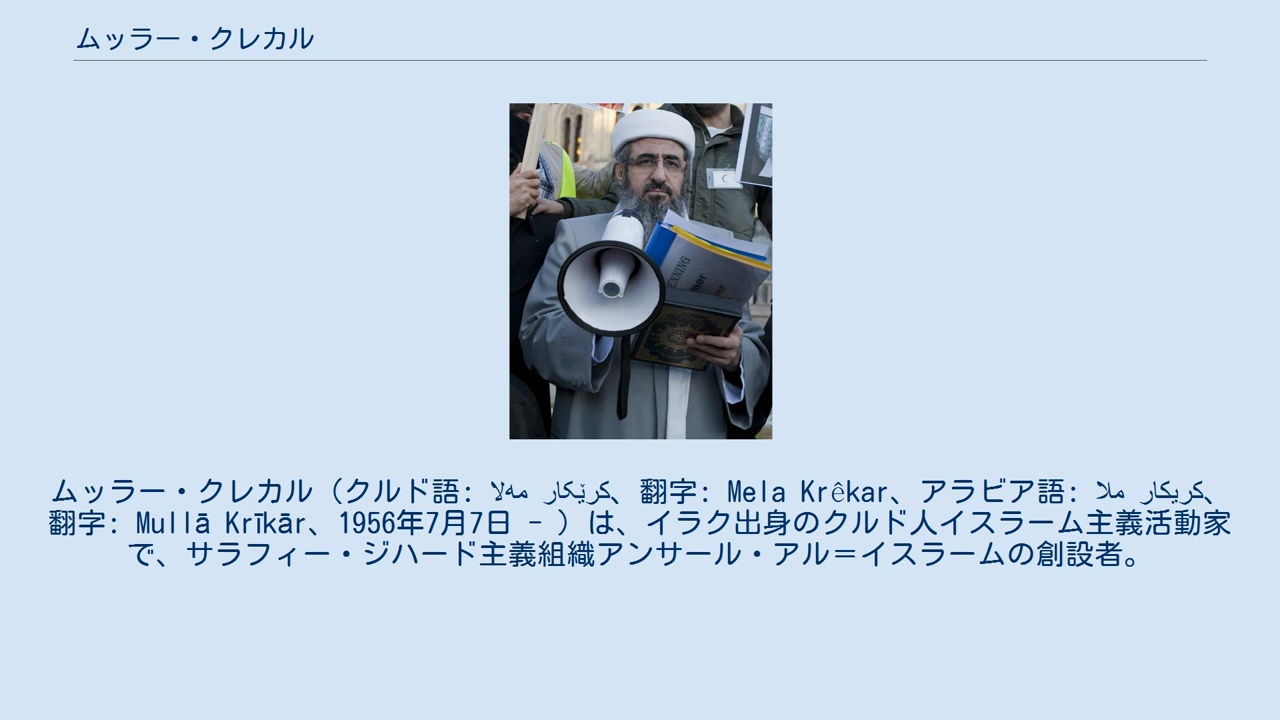 ムッラー・クレカル
ENNING
mer
er
ムッラー・クレカル（クルド語: مەلا کرێکار、翻字: Mela Krêkar、アラビア語: ملا كريكار、
翻字: Mullā Krīkār、1956年7月7日 - ）は、イラク出身のクルド人イスラーム主義活動家
で、サラフィー・ジハード主義組織アンサール・アル＝イスラームの創設者。